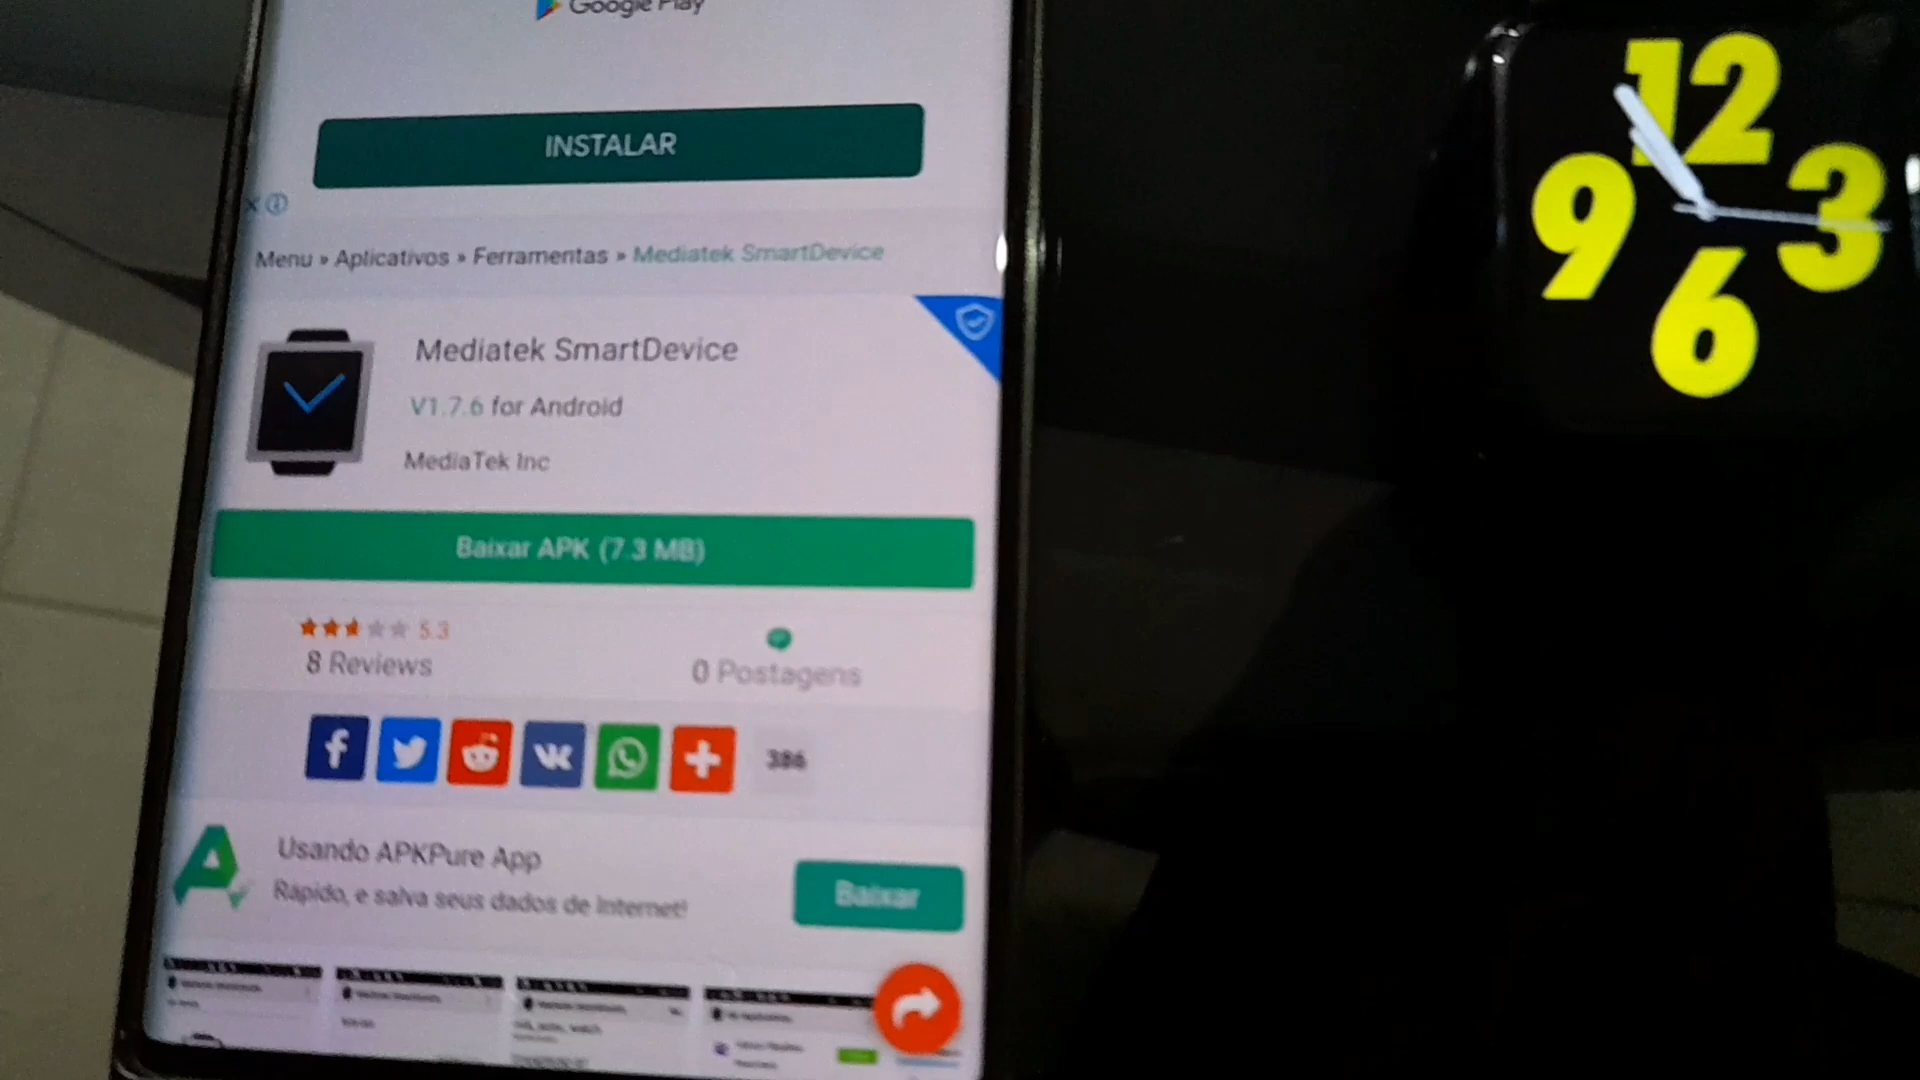 Google Play
INSTALAR
Menu » Aplicativos » Ferramentas » Mediatek SmartDevice
Mediatek SmartDevice
V1.7.6 for Android
MediaTek Inc
Baixar APK (7.3 MB)
5.3
8 Reviews
0 Postagens
386
Usando APKPure App
Rápido, e salva seus dados de Internet!
Baixar
12
9
3
6